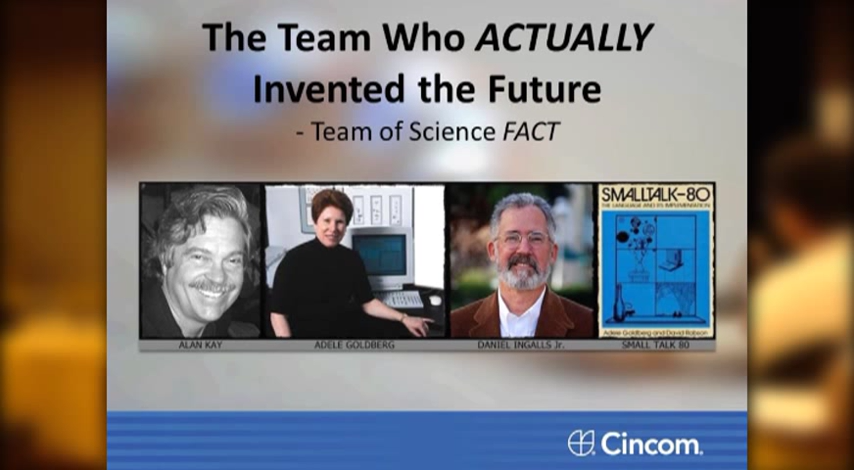 The Team Who ACTUALLY
Invented the Future
- Team of Science FACT
SMALLTALK-80
THE LANGUAGE AND ITS IMPLEMENTATION
Adele Goldberg and David Robson
ALAN KAY
ADELE GOLDBERG
DANIEL INGALLS Jr.
SMALL TALK 80
Cincom.